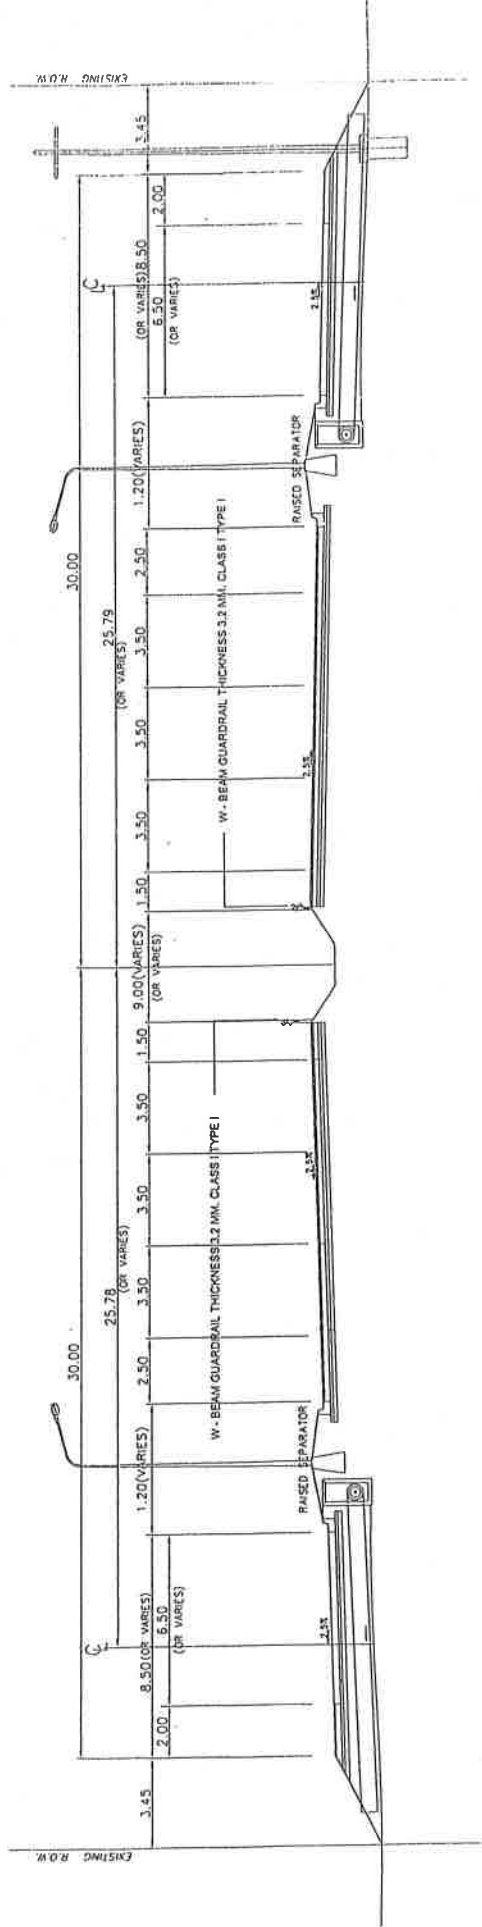 EXISTING R.O.W.
30.00
30.00
25.78
(OR VARIES)
25.79
(OR VARIES)
3.45
8.50(OR VARIES)
1.20(VARIES)
2.50
3.50
3.50
3.50
1.50
9.00(VARIES)
(OR VARIES)
1.50
3.50
3.50
3.50
2.50
1.20(VARIES)
(OR VARIES)8.50
3.45
2.00
6.50
(OR VARIES)
6.50
(OR VARIES)
2.00
CL
CL
W - BEAM GUARDRAIL THICKNESS 3.2 MM. CLASS I TYPE I
W - BEAM GUARDRAIL THICKNESS 3.2 MM. CLASS I TYPE I
RAISED SEPARATOR
RAISED SEPARATOR
2.5%
2.5%
2.5%
2.5%
EXISTING R.O.W.